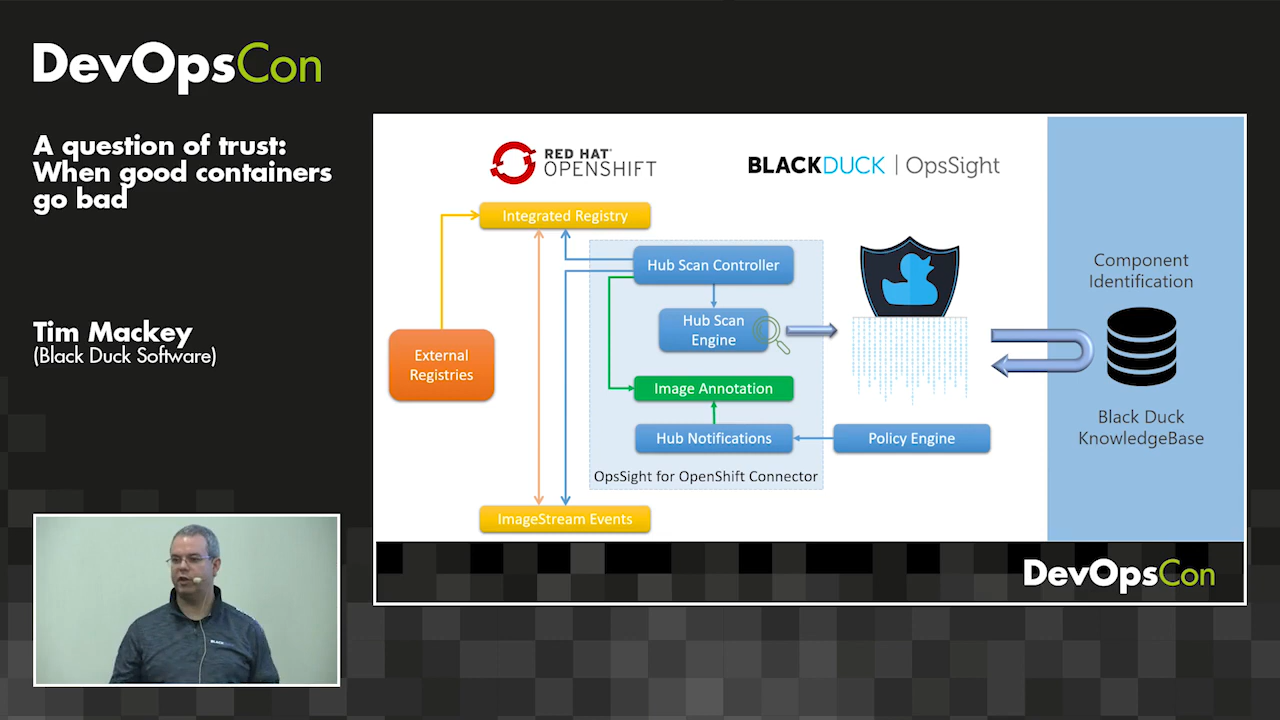 DevOpsCon
A question of trust:
When good containers
go bad
Tim Mackey
(Black Duck Software)
RED HAT®
OPENSHIFT
BLACKDUCK | OpsSight
Integrated Registry
Hub Scan Controller
Hub Scan
Engine
External
Registries
Image Annotation
Hub Notifications
Policy Engine
OpsSight for OpenShift Connector
ImageStream Events
Component
Identification
Black Duck
KnowledgeBase
DevOpsCon
BLACK